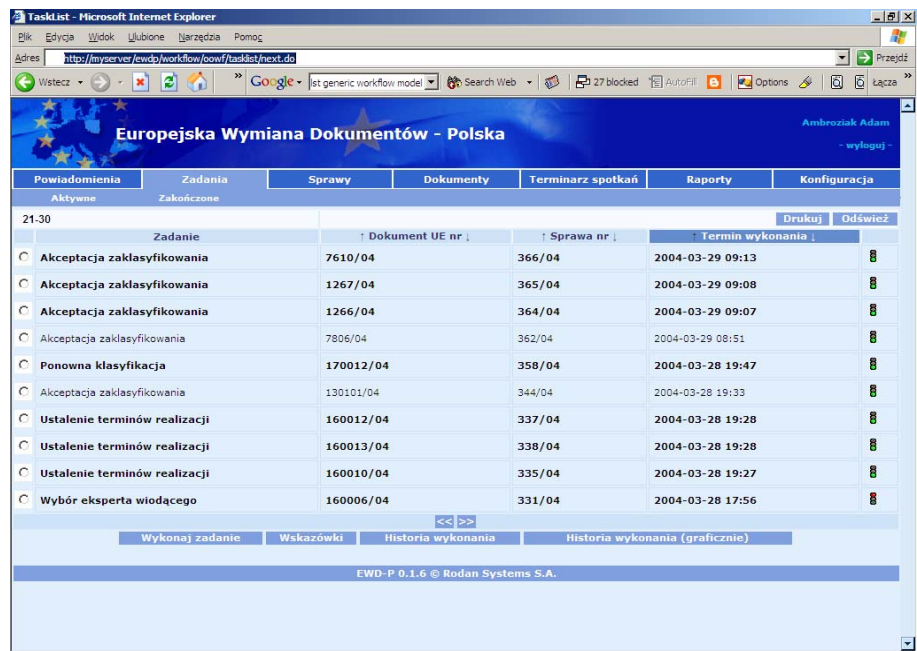 TaskList - Microsoft Internet Explorer
Plik Edycja Widok Ulubione Narzędzia Pomoc
Adres http://myserver/ewdp/workflow/oowf/tasklist/next.do Przejdź
Wstecz » Google ist generic workflow model Search Web 27 blocked AutoFill Options Łącza »
Europejska Wymiana Dokumentów - Polska
Ambroziak Adam
- wyloguj -
Powiadomienia Zadania Sprawy Dokumenty Terminarz spotkań Raporty Konfiguracja
Aktywne Zakończone
21-30 Drukuj Odśwież
Zadanie ↑ Dokument UE nr ↓ ↑ Sprawa nr ↓ ↑ Termin wykonania ↓
Akceptacja zaklasyfikowania 7610/04 366/04 2004-03-29 09:13
Akceptacja zaklasyfikowania 1267/04 365/04 2004-03-29 09:08
Akceptacja zaklasyfikowania 1266/04 364/04 2004-03-29 09:07
Akceptacja zaklasyfikowania 7806/04 362/04 2004-03-29 08:51
Ponowna klasyfikacja 170012/04 358/04 2004-03-28 19:47
Akceptacja zaklasyfikowania 130101/04 344/04 2004-03-28 19:33
Ustalenie terminów realizacji 160012/04 337/04 2004-03-28 19:28
Ustalenie terminów realizacji 160013/04 338/04 2004-03-28 19:28
Ustalenie terminów realizacji 160010/04 335/04 2004-03-28 19:27
Wybór eksperta wiodącego 160006/04 331/04 2004-03-28 17:56
<< >>
Wykonaj zadanie Wskazówki Historia wykonania Historia wykonania (graficznie)
EWD-P 0.1.6 © Rodan Systems S.A.